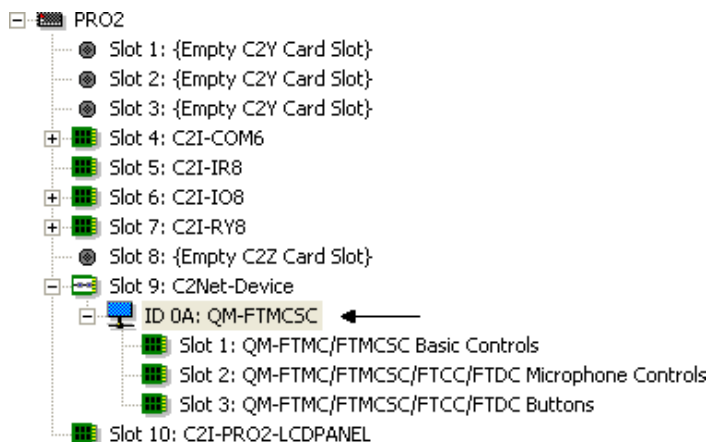 PRO2
Slot 1: {Empty C2Y Card Slot}
Slot 2: {Empty C2Y Card Slot}
Slot 3: {Empty C2Y Card Slot}
Slot 4: C2I-COM6
Slot 5: C2I-IR8
Slot 6: C2I-IO8
Slot 7: C2I-RY8
Slot 8: {Empty C2Z Card Slot}
Slot 9: C2Net-Device
ID 0A: QM-FTMCSC
Slot 1: QM-FTMC/FTMCSC Basic Controls
Slot 2: QM-FTMC/FTMCSC/FTCC/FTDC Microphone Controls
Slot 3: QM-FTMC/FTMCSC/FTCC/FTDC Buttons
Slot 10: C2I-PRO2-LCDPANEL